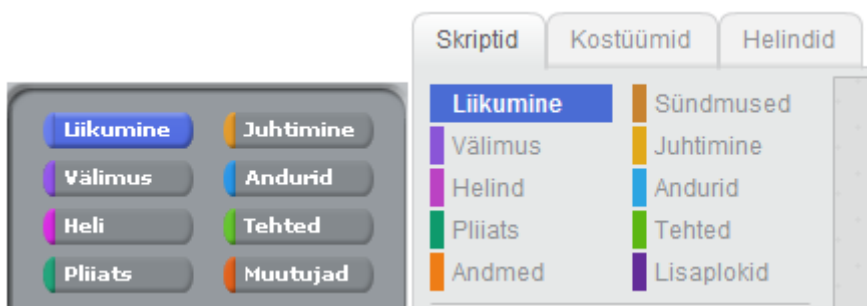 Liikumine Juhtimine
Välimus Andurid
Heli Tehted
Pliiats Muutujad
Skriptid Kostüümid Helindid
Liikumine Sündmused
Välimus Juhtimine
Helind Andurid
Pliiats Tehted
Andmed Lisaplokid